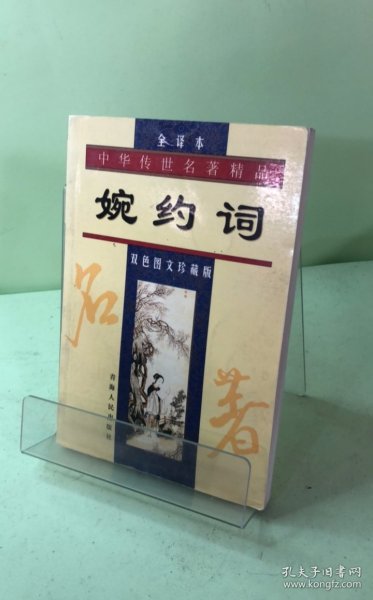 全译本
中华传世名著精品
婉约词
双色图文珍藏版
名
著
青海人民出版社
孔夫子旧书网
www.kongfz.com